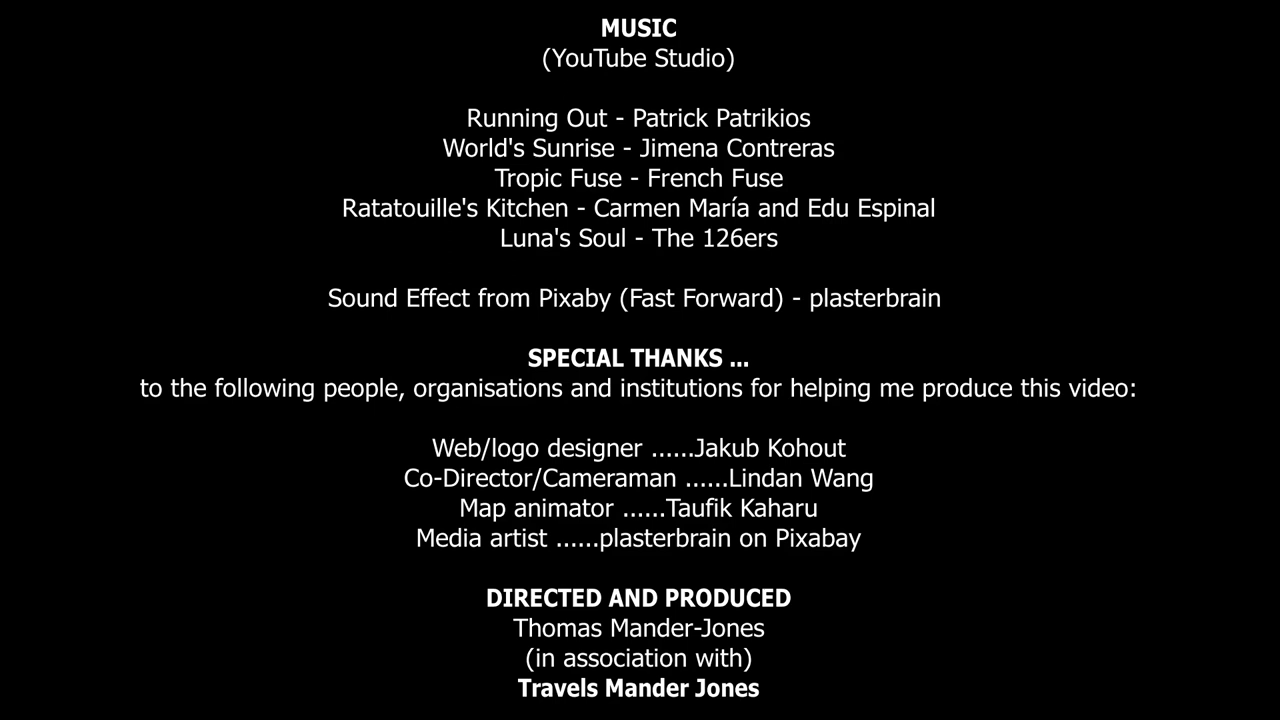 MUSIC
(YouTube Studio)
Running Out - Patrick Patrikios
World's Sunrise - Jimena Contreras
Tropic Fuse - French Fuse
Ratatouille's Kitchen - Carmen María and Edu Espinal
Luna's Soul - The 126ers
Sound Effect from Pixaby (Fast Forward) - plasterbrain
SPECIAL THANKS ...
to the following people, organisations and institutions for helping me produce this video:
Web/logo designer ......Jakub Kohout
Co-Director/Cameraman ......Lindan Wang
Map animator ......Taufik Kaharu
Media artist ......plasterbrain on Pixabay
DIRECTED AND PRODUCED
Thomas Mander-Jones
(in association with)
Travels Mander Jones